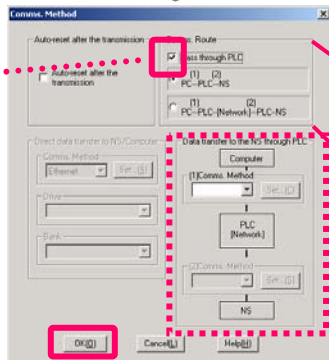 Comms. Method
Auto-reset after the transmission
Auto-reset after the
transmission
Comms. Route
Pass through PLC
(1) (2)
PC--PLC--NS
(1) (2)
PC--PLC-[Network]--PLC-NS
Direct data transfer to NS/Computer
Comms. Method
Ethernet
Set...(S)
Drive
Bank
Data transfer to the NS through PLC
Computer
(1)Comms. Method
Set...(C)
PLC
[Network]
(2)Comms. Method
Set...(S)
NS
OK(O)
Cancel(L)
Help(H)